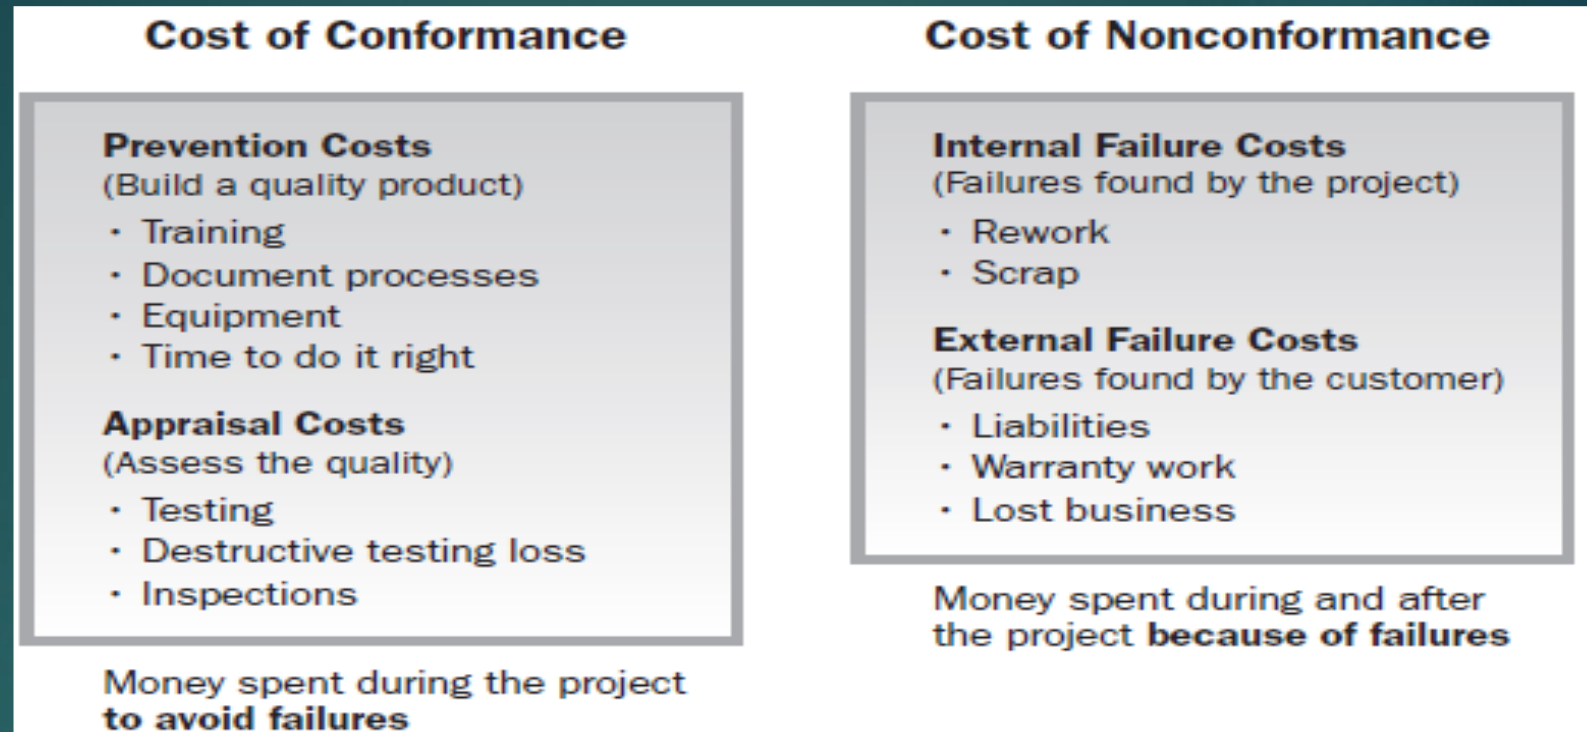 Cost of Conformance
Prevention Costs
(Build a quality product)
· Training
· Document processes
· Equipment
· Time to do it right
Appraisal Costs
(Assess the quality)
· Testing
· Destructive testing loss
· Inspections
Money spent during the project
to avoid failures
Cost of Nonconformance
Internal Failure Costs
(Failures found by the project)
· Rework
· Scrap
External Failure Costs
(Failures found by the customer)
· Liabilities
· Warranty work
· Lost business
Money spent during and after
the project because of failures